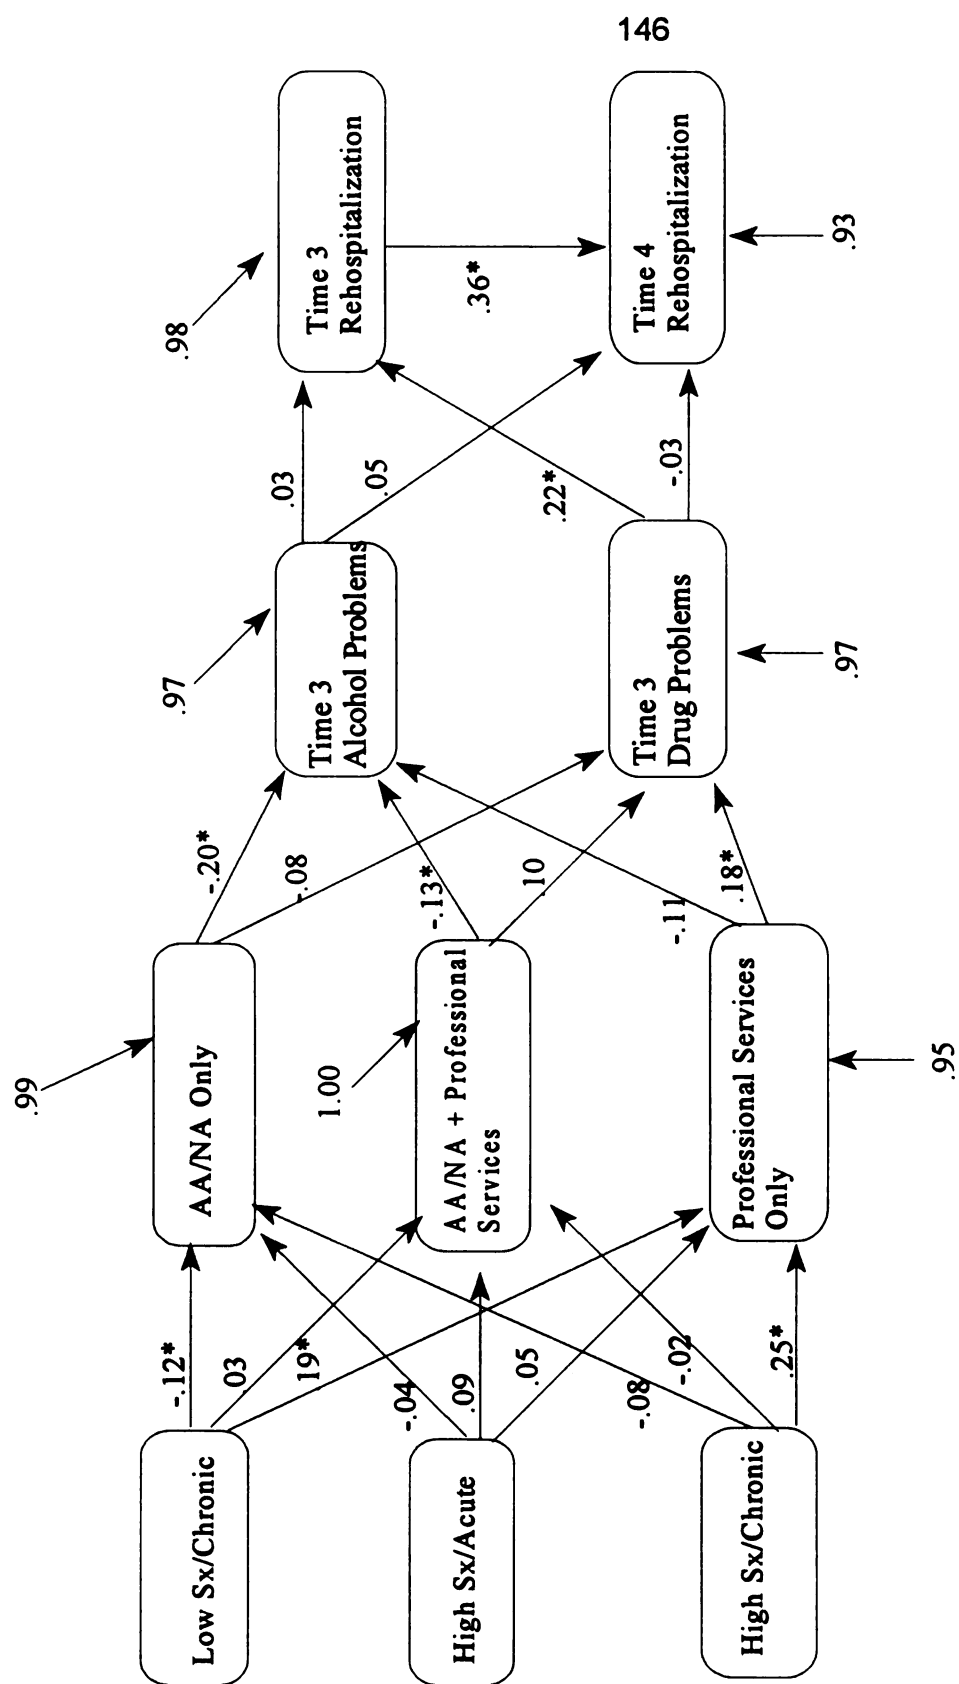 146
Low Sx/Chronic
High Sx/Acute
High Sx/Chronic
-.12*
.03
.19*
-.04
.09
.05
-.08
-.02
.25*
.99
AA/NA Only
1.00
AA/NA + Professional
Services
Professional Services
Only
.95
-.20*
-.08
-.13*
.10
-.11
.18*
.97
Time 3
Alcohol Problems
Time 3
Drug Problems
.97
.03
.05
.22*
-.03
.98
Time 3
Rehospitalization
.36*
Time 4
Rehospitalization
.93